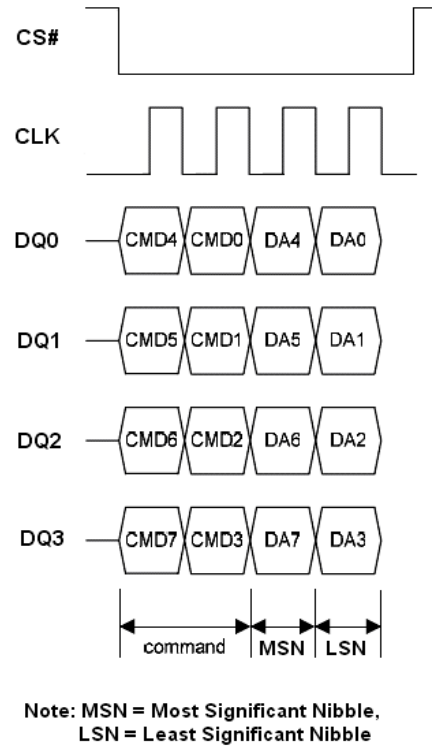 CS#
CLK
DQ0 CMD4 CMD0 DA4 DA0
DQ1 CMD5 CMD1 DA5 DA1
DQ2 CMD6 CMD2 DA6 DA2
DQ3 CMD7 CMD3 DA7 DA3
command MSN LSN
Note: MSN = Most Significant Nibble,
LSN = Least Significant Nibble